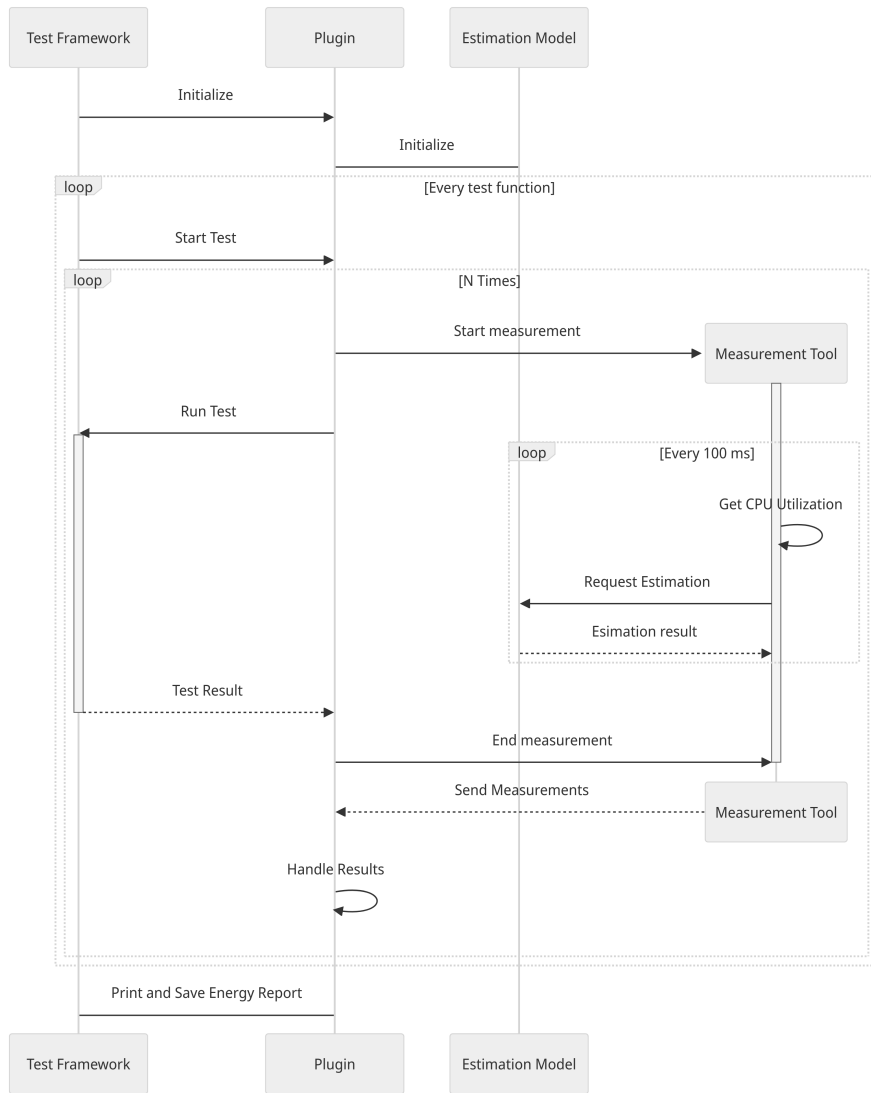 Test Framework
Plugin
Estimation Model
Initialize
Initialize
loop
[Every test function]
Start Test
loop
[N Times]
Start measurement
Measurement Tool
Run Test
loop
[Every 100 ms]
Get CPU Utilization
Request Estimation
Esimation result
Test Result
End measurement
Send Measurements
Measurement Tool
Handle Results
Print and Save Energy Report
Test Framework
Plugin
Estimation Model